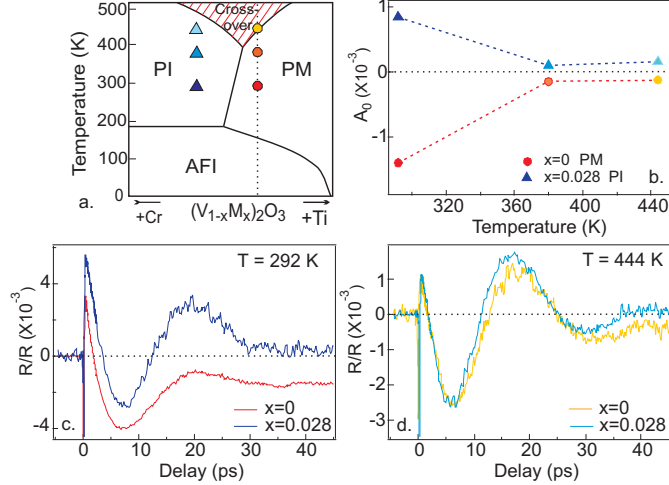 500
400
300
200
100
0
Temperature (K)
Cross-
over
PI
PM
AFI
a.
+Cr
(V1-xMx)2O3
+Ti
1
0
-1
A0 (X10-3)
x=0 PM
x=0.028 PI
b.
320
360
400
440
Temperature (K)
4
0
-4
R/R (X10-3)
T = 292 K
c.
x=0
x=0.028
0
10
20
30
40
Delay (ps)
1
0
-1
-2
-3
R/R (X10-3)
T = 444 K
d.
x=0
x=0.028
0
10
20
30
40
Delay (ps)